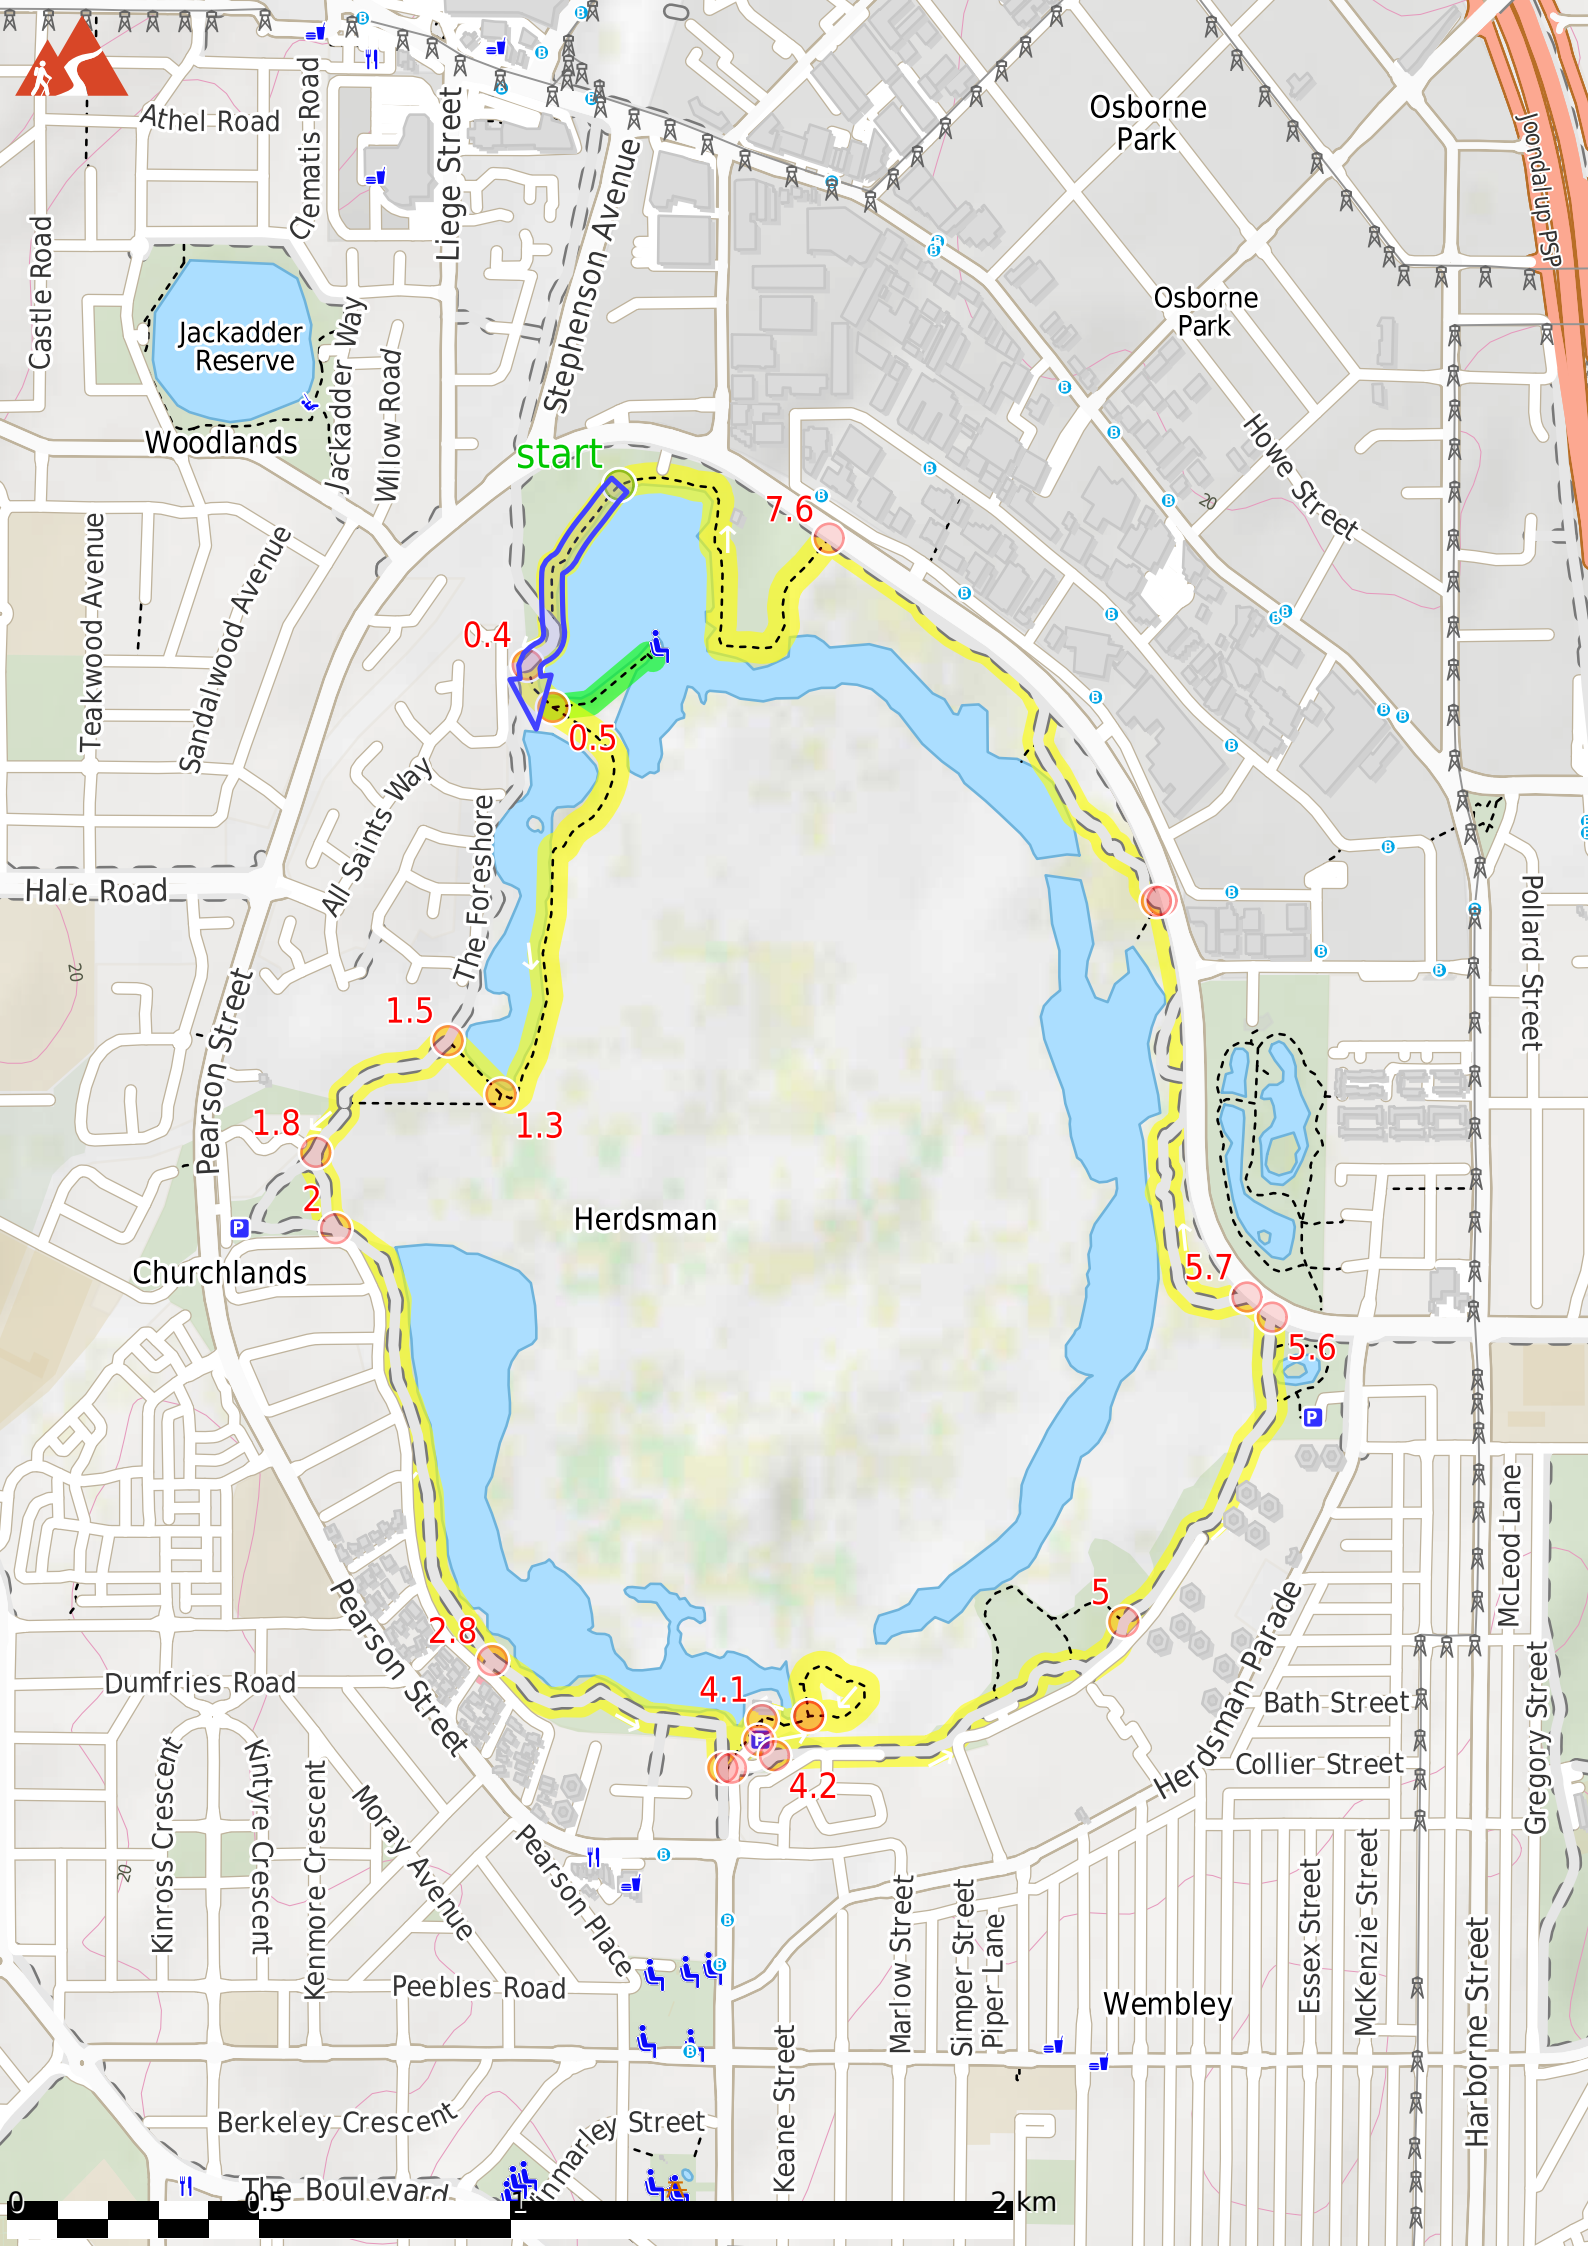 Athel Road
Clematis Road
Liege Street
Stephenson Avenue
Osborne
Park
Joondalup PSP
Castle Road
Jackadder
Reserve
Jackadder Way
Willow Road
Woodlands
Osborne
Park
Howe Street
20
start
7.6
0.4
0.5
Teakwood Avenue
Sandalwood Avenue
All Saints Way
The Foreshore
Hale Road
Pollard Street
20
Pearson Street
1.5
1.3
1.8
2
Herdsman
Churchlands
5.7
5.6
P
P
McLeod Lane
Pearson Street
2.8
5
4.1
4.2
P
Dumfries Road
Herdsman Parade
Bath Street
Collier Street
Gregory Street
Kinross Crescent
Kintyre Crescent
Kenmore Crescent
Moray Avenue
Pearson Place
20
Peebles Road
Marlow Street
Simper Street
Piper Lane
Essex Street
McKenzie Street
Harborne Street
Wembley
Keane Street
Berkeley Crescent
The Boulevard
0
0.5
1
2 km